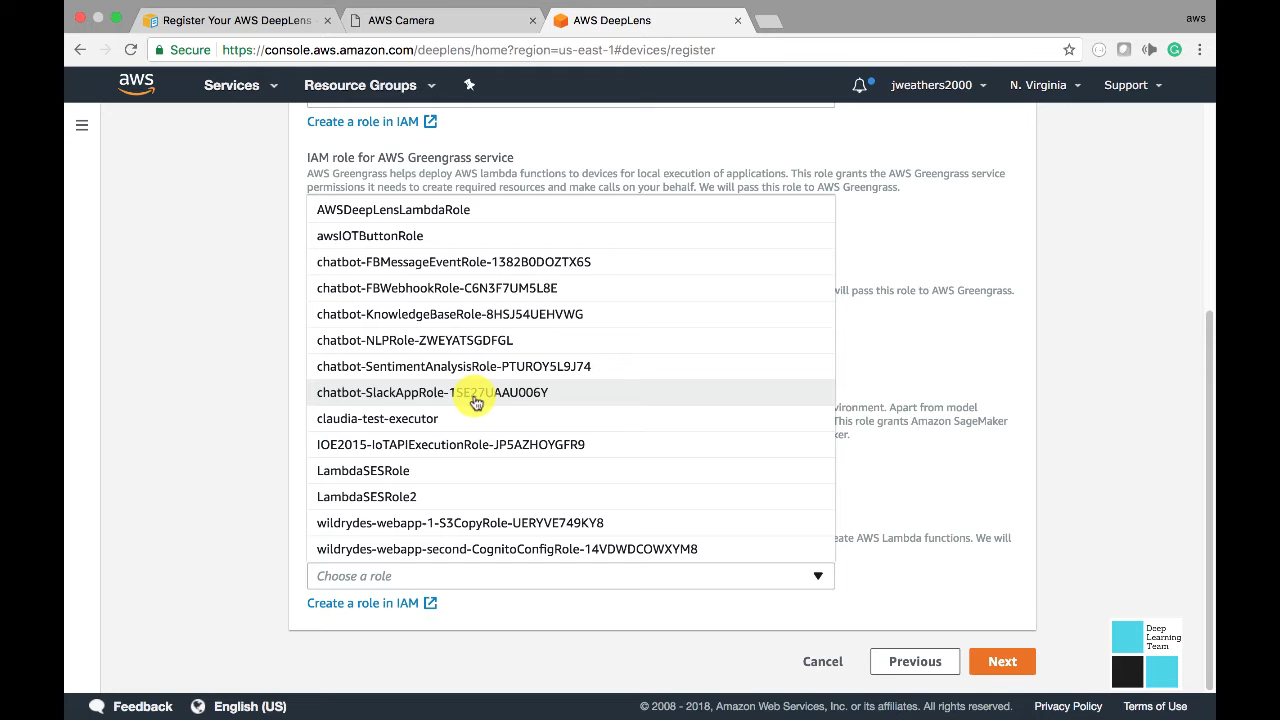 Register Your AWS DeepLens
AWS Camera
AWS DeepLens
aws
Secure
https://console.aws.amazon.com/deeplens/home?region=us-east-1#devices/register
aws
Services
Resource Groups
jweathers2000
N. Virginia
Support
Create a role in IAM
IAM role for AWS Greengrass service
AWS Greengrass helps deploy AWS lambda functions to devices for local execution of applications. This role grants the AWS Greengrass service
permissions it needs to create required resources and make calls on your behalf. We will pass this role to AWS Greengrass.
AWSDeepLensLambdaRole
awsIOTButtonRole
chatbot-FBMessageEventRole-1382B0DOZTX6S
chatbot-FBWebhookRole-C6N3F7UM5L8E
will pass this role to AWS Greengrass.
chatbot-KnowledgeBaseRole-8HSJ54UEHVWG
chatbot-NLPRole-ZWEYATSGDFGL
chatbot-SentimentAnalysisRole-PTUROY5L9J74
chatbot-SlackAppRole-1SE27UAAU006Y
claudia-test-executor
vironment. Apart from model
This role grants Amazon SageMaker
ker.
IOE2015-IoTAPIExecutionRole-JP5AZHOYGFR9
LambdaSESRole
LambdaSESRole2
wildrydes-webapp-1-S3CopyRole-UERYVE749KY8
eate AWS Lambda functions. We will
wildrydes-webapp-second-CognitoConfigRole-14VDWDCOWXYM8
Choose a role
Create a role in IAM
Cancel
Previous
Next
Deep
Learning
Team
Feedback
English (US)
© 2008 - 2018, Amazon Web Services, Inc. or its affiliates. All rights reserved.
Privacy Policy
Terms of Use